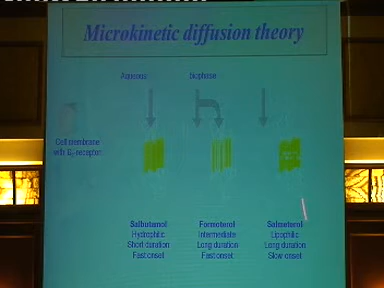 Microkinetic diffusion theory
Aqueous biophase
Cell membrane
with B2-receptor
Salbutamol Formoterol Salmeterol
Hydrophilic Intermediate Lipophilic
Short duration Long duration Long duration
Fast onset Fast onset Slow onset